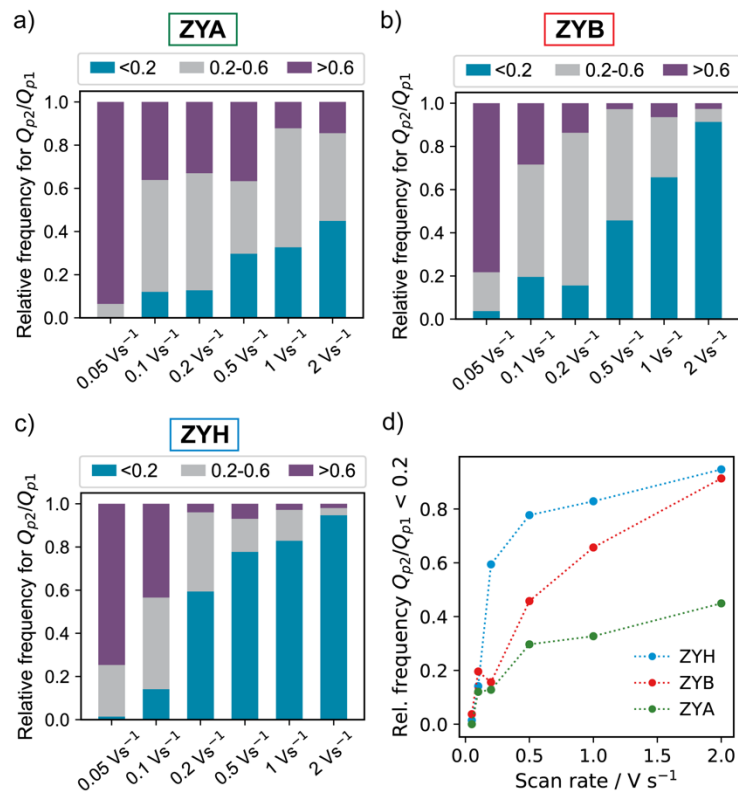 a)
ZYA
<0.2 0.2-0.6 >0.6
Relative frequency for Qp2/Qp1
1.0
0.8
0.6
0.4
0.2
0.0
0.05 Vs⁻¹ 0.1 Vs⁻¹ 0.2 Vs⁻¹ 0.5 Vs⁻¹ 1 Vs⁻¹ 2 Vs⁻¹
b)
ZYB
<0.2 0.2-0.6 >0.6
Relative frequency for Qp2/Qp1
1.0
0.8
0.6
0.4
0.2
0.0
0.05 Vs⁻¹ 0.1 Vs⁻¹ 0.2 Vs⁻¹ 0.5 Vs⁻¹ 1 Vs⁻¹ 2 Vs⁻¹
c)
ZYH
<0.2 0.2-0.6 >0.6
Relative frequency for Qp2/Qp1
1.0
0.8
0.6
0.4
0.2
0.0
0.05 Vs⁻¹ 0.1 Vs⁻¹ 0.2 Vs⁻¹ 0.5 Vs⁻¹ 1 Vs⁻¹ 2 Vs⁻¹
d)
Rel. frequency Qp2/Qp1 < 0.2
0.8
0.6
0.4
0.2
0.0
ZYH
ZYB
ZYA
0.0 0.5 1.0 1.5 2.0
Scan rate / V s⁻¹